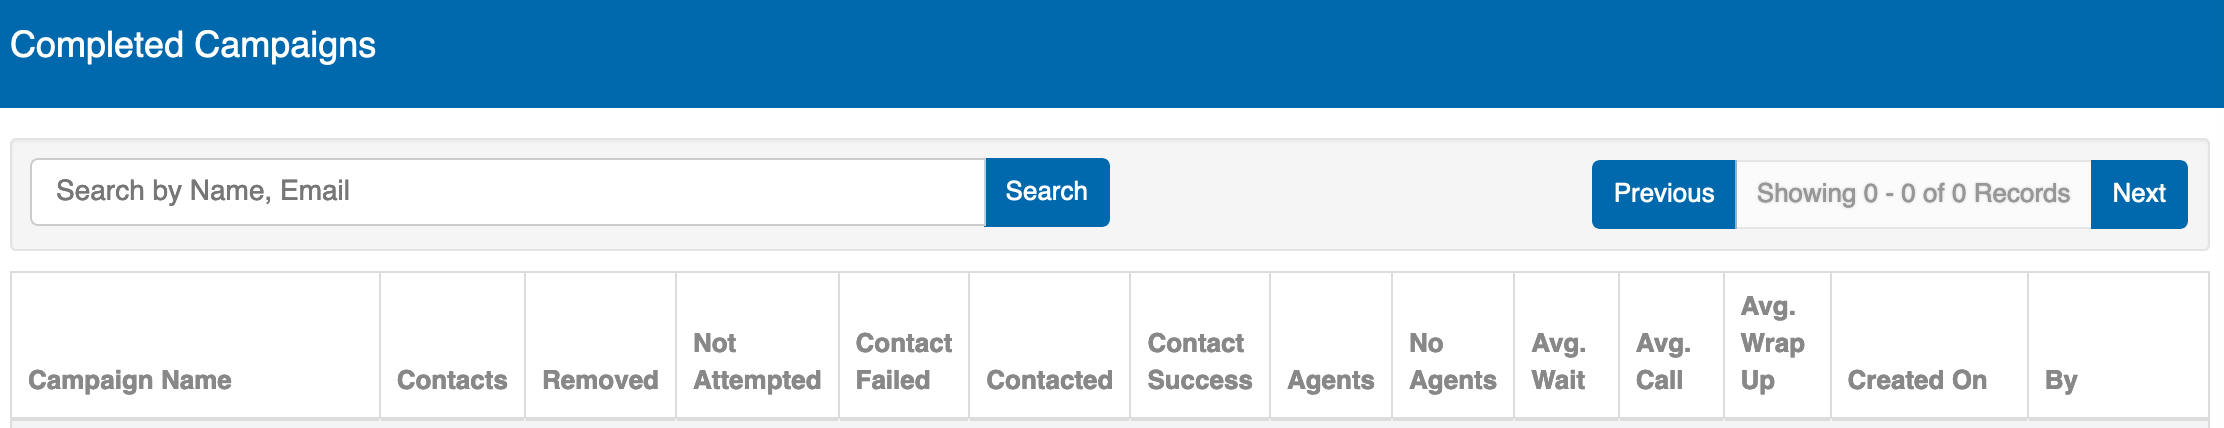 Completed Campaigns
Search by Name, Email
Search
Previous
Showing 0 - 0 of 0 Records
Next
Campaign Name
Contacts
Removed
Not
Attempted
Contact
Failed
Contacted
Contact
Success
Agents
No
Agents
Avg.
Wait
Avg.
Call
Avg.
Wrap
Up
Created On
By